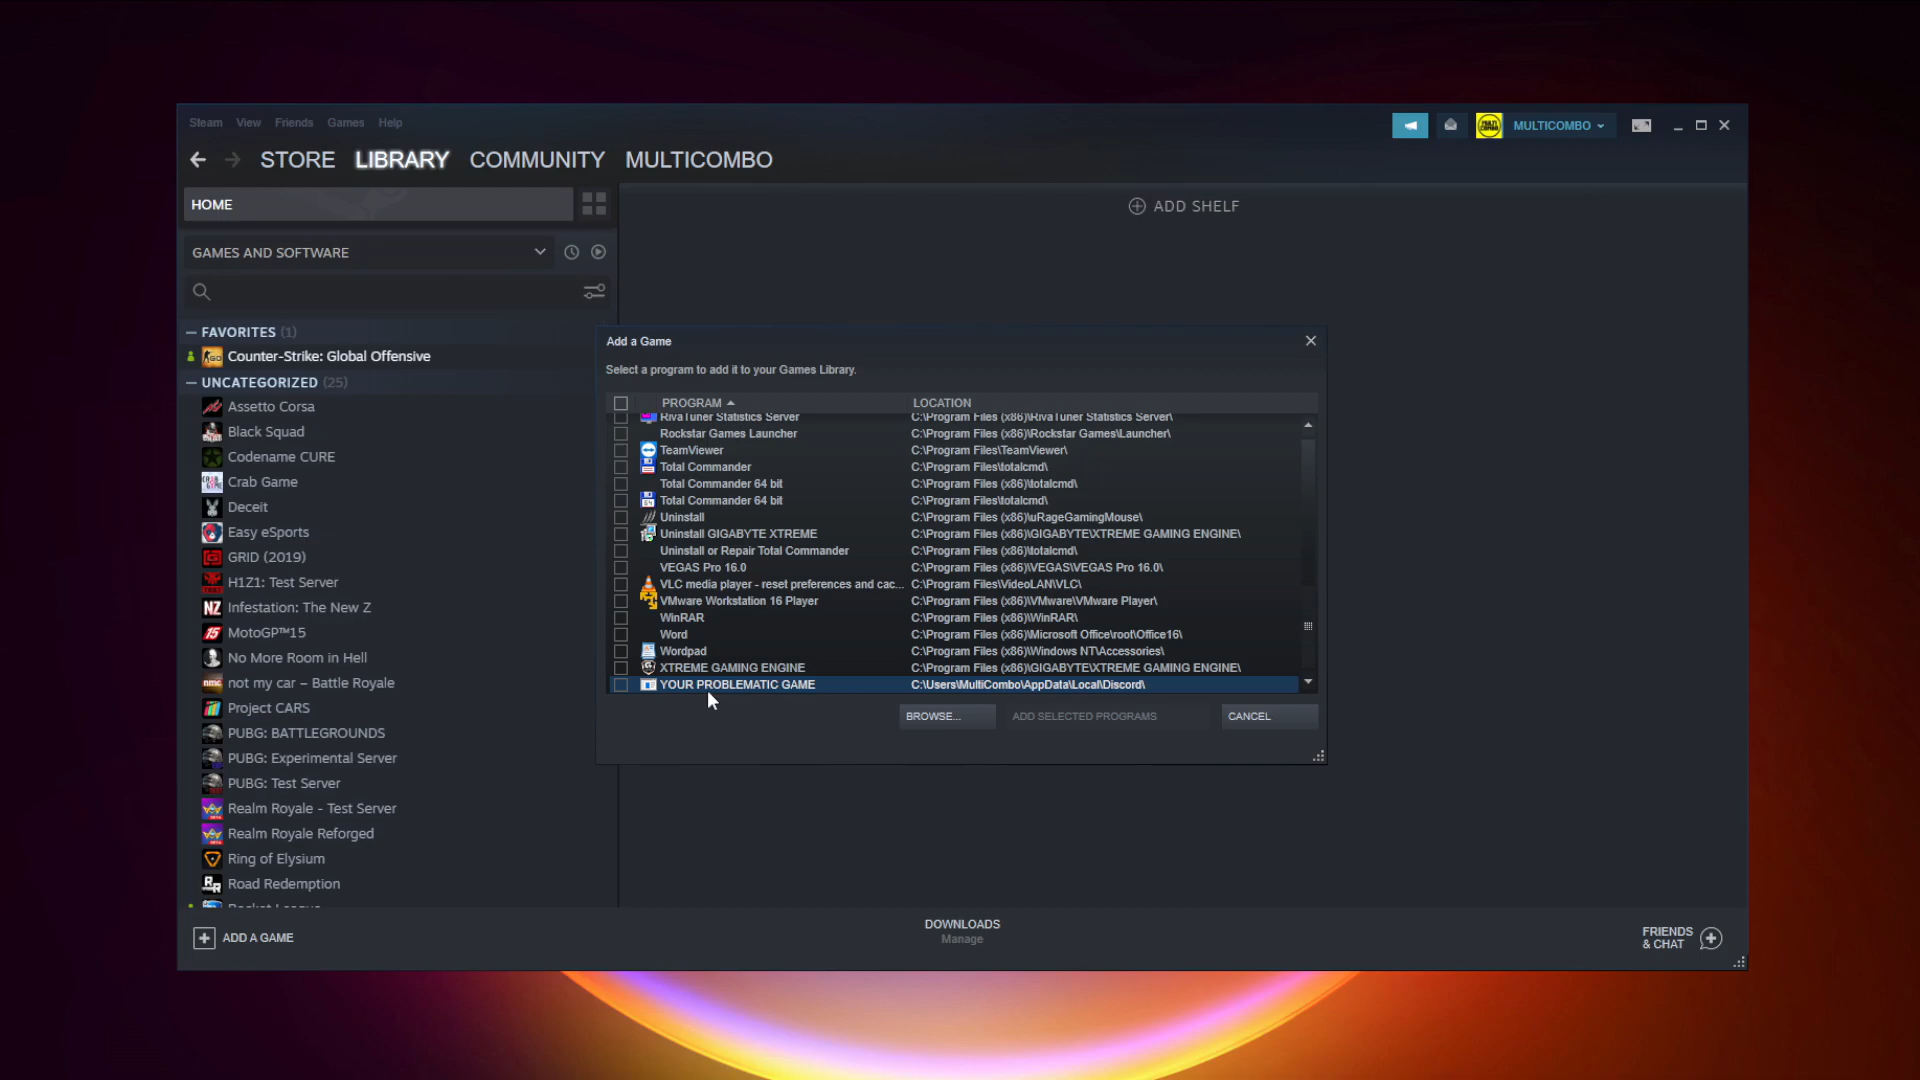 Steam View Friends Games Help
MULTICOMBO
STORE LIBRARY COMMUNITY MULTICOMBO
HOME
ADD SHELF
GAMES AND SOFTWARE
FAVORITES (1)
Counter-Strike: Global Offensive
UNCATEGORIZED (25)
Assetto Corsa
Black Squad
Codename CURE
Crab Game
Deceit
Easy eSports
GRID (2019)
H1Z1: Test Server
Infestation: The New Z
MotoGP™15
No More Room in Hell
not my car – Battle Royale
Project CARS
PUBG: BATTLEGROUNDS
PUBG: Experimental Server
PUBG: Test Server
Realm Royale - Test Server
Realm Royale Reforged
Ring of Elysium
Road Redemption
Rocket League
Add a Game
Select a program to add it to your Games Library.
PROGRAM LOCATION
RivaTuner Statistics Server C:\Program Files (x86)\RivaTuner Statistics Server\
Rockstar Games Launcher C:\Program Files (x86)\Rockstar Games\Launcher\
TeamViewer C:\Program Files\TeamViewer\
Total Commander C:\Program Files\totalcmd\
Total Commander 64 bit C:\Program Files (x86)\totalcmd\
Total Commander 64 bit C:\Program Files\totalcmd\
Uninstall C:\Program Files (x86)\uRageGamingMouse\
Uninstall GIGABYTE XTREME C:\Program Files (x86)\GIGABYTE\XTREME GAMING ENGINE\
Uninstall or Repair Total Commander C:\Program Files (x86)\totalcmd\
VEGAS Pro 16.0 C:\Program Files (x86)\VEGAS\VEGAS Pro 16.0\
VLC media player - reset preferences and cac... C:\Program Files\VideoLAN\VLC\
VMware Workstation 16 Player C:\Program Files (x86)\VMware\VMware Player\
WinRAR C:\Program Files (x86)\WinRAR\
Word C:\Program Files (x86)\Microsoft Office\root\Office16\
Wordpad C:\Program Files (x86)\Windows NT\Accessories\
XTREME GAMING ENGINE C:\Program Files (x86)\GIGABYTE\XTREME GAMING ENGINE\
YOUR PROBLEMATIC GAME C:\Users\MultiCombo\AppData\Local\Discord\
BROWSE... ADD SELECTED PROGRAMS CANCEL
ADD A GAME
DOWNLOADS
Manage
FRIENDS
& CHAT